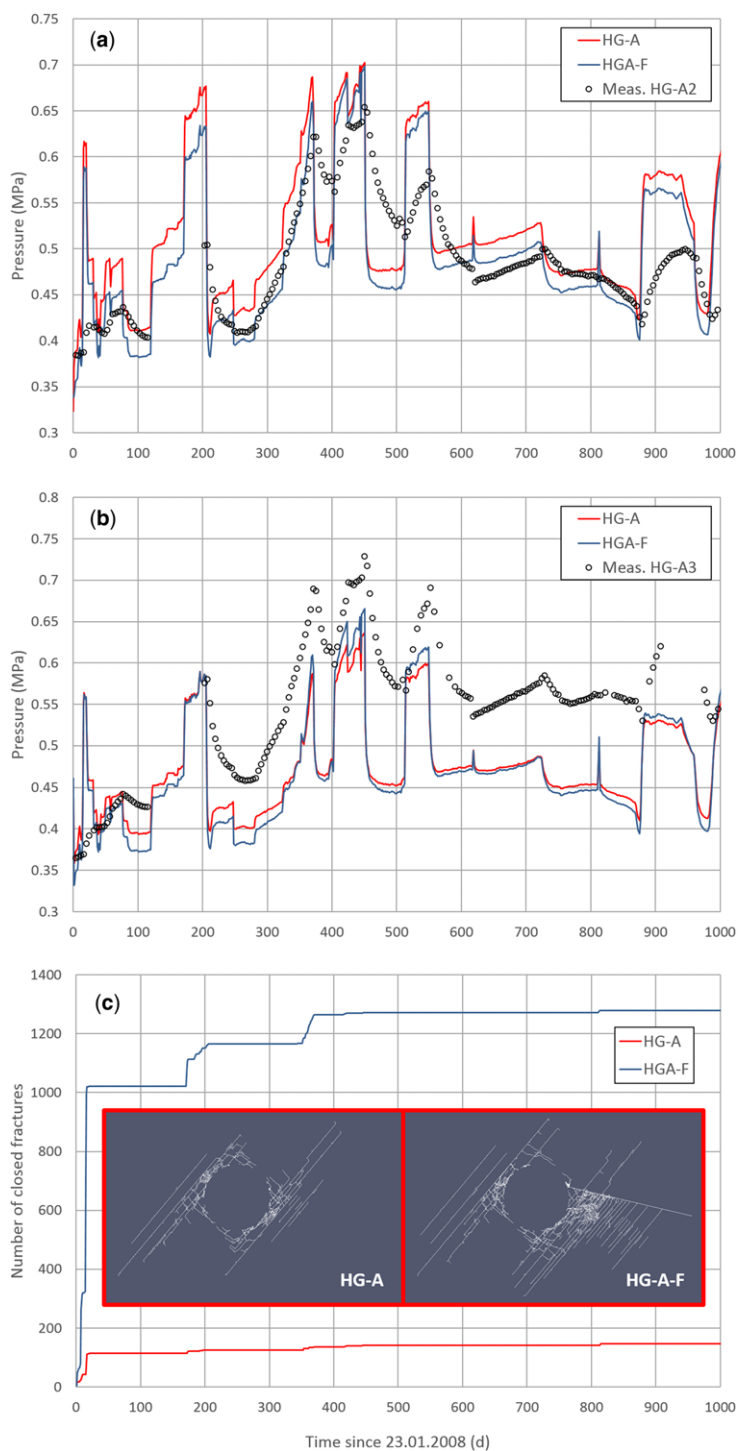 0.75
(a)
HG-A
HGA-F
Meas. HG-A2
0.7
0.65
0.6
0.55
0.5
0.45
0.4
0.35
0.3
Pressure (MPa)
0 100 200 300 400 500 600 700 800 900 1000
0.8
(b)
HG-A
HGA-F
Meas. HG-A3
0.75
0.7
0.65
0.6
0.55
0.5
0.45
0.4
0.35
0.3
Pressure (MPa)
0 100 200 300 400 500 600 700 800 900 1000
1400
(c)
HG-A
HGA-F
1200
1000
800
600
400
200
0
Number of closed fractures
HG-A
HG-A-F
0 100 200 300 400 500 600 700 800 900 1000
Time since 23.01.2008 (d)